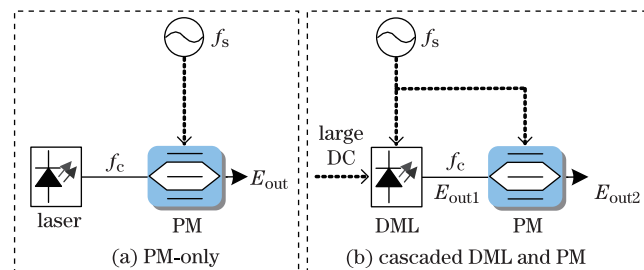 f_s
f_c
laser
PM
E_out
(a) PM-only
f_s
large
DC
f_c
E_out1
DML
PM
E_out2
(b) cascaded DML and PM